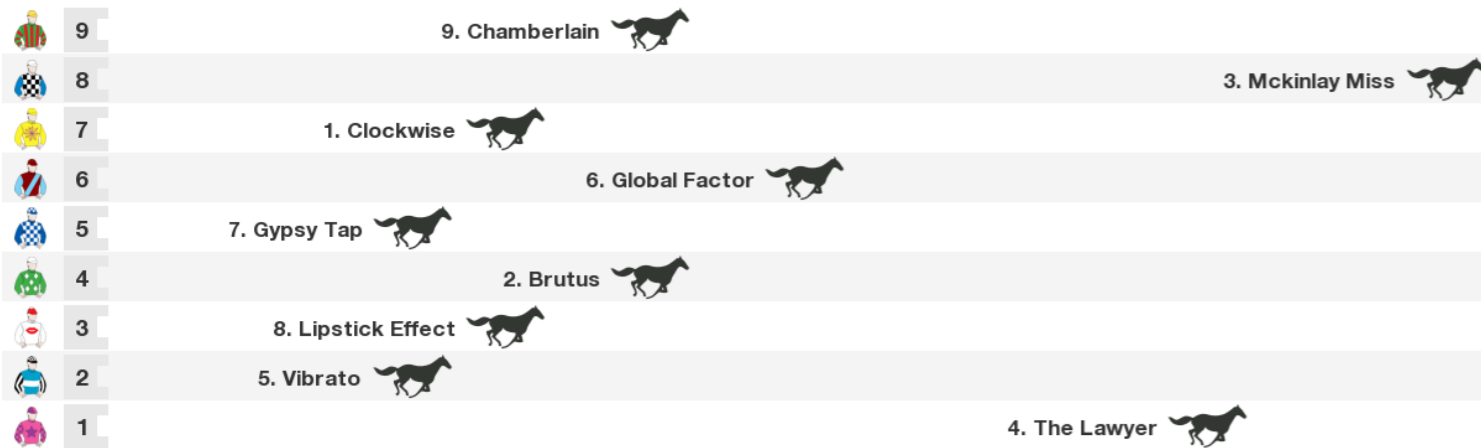 9 9. Chamberlain
8 3. Mckinlay Miss
7 1. Clockwise
6 6. Global Factor
5 7. Gypsy Tap
4 2. Brutus
3 8. Lipstick Effect
2 5. Vibrato
1 4. The Lawyer